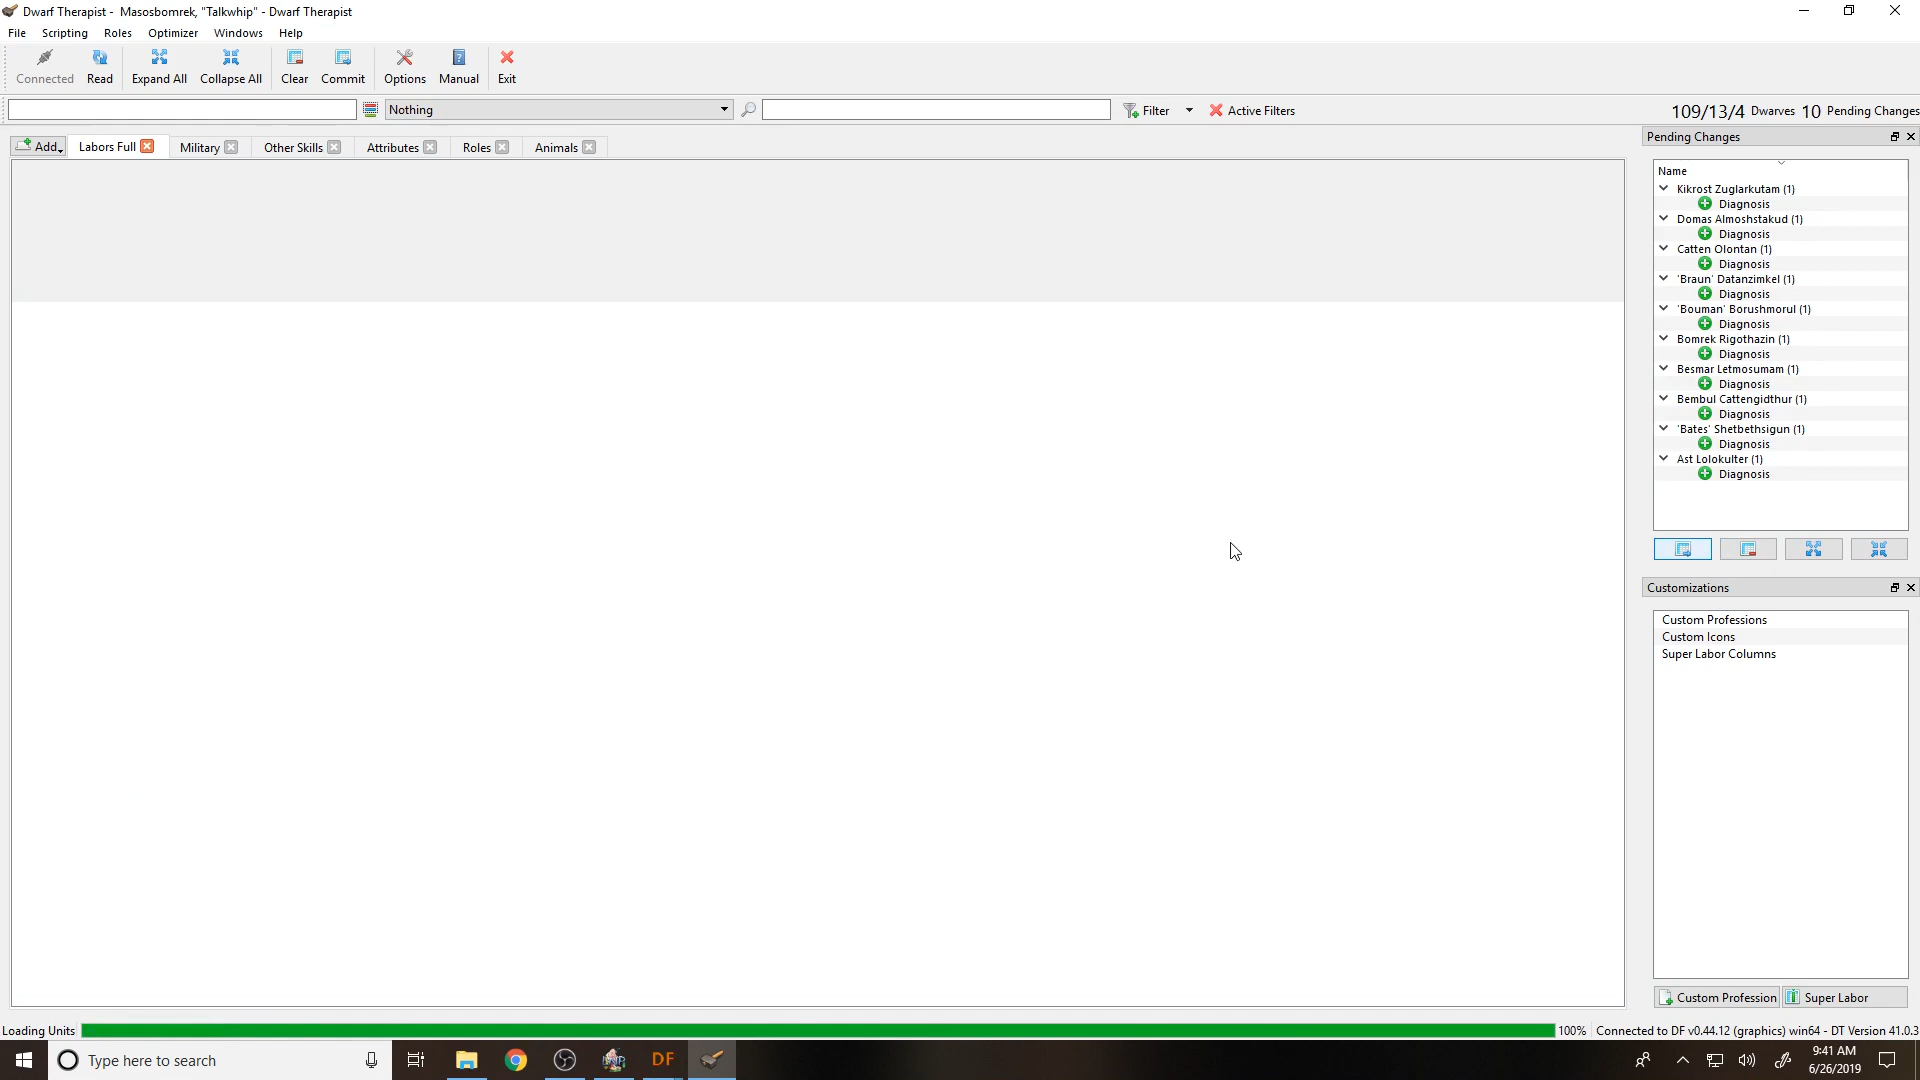 Dwarf Therapist -  Masosbomrek, "Talkwhip" - Dwarf Therapist
File Scripting Roles Optimizer Windows Help
Connected Read Expand All Collapse All Clear Commit Options Manual Exit
Nothing Filter Active Filters 109/13/4 Dwarves 10 Pending Changes
Add Labors Full Military Other Skills Attributes Roles Animals
Pending Changes
Name
Kikrost Zuglarkutam (1)
Diagnosis
Domas Almoshstakud (1)
Diagnosis
Catten Olontan (1)
Diagnosis
'Braun' Datanzimkel (1)
Diagnosis
'Bouman' Borushmorul (1)
Diagnosis
Bomrek Rigothazin (1)
Diagnosis
Besmar Letmosumam (1)
Diagnosis
Bembul Cattengidthur (1)
Diagnosis
'Bates' Shetbethsigun (1)
Diagnosis
Ast Lolokulter (1)
Diagnosis
Customizations
Custom Professions
Custom Icons
Super Labor Columns
Custom Profession Super Labor
Loading Units 100% Connected to DF v0.44.12 (graphics) win64 - DT Version 41.0.3
Type here to search DF 9:41 AM
6/26/2019